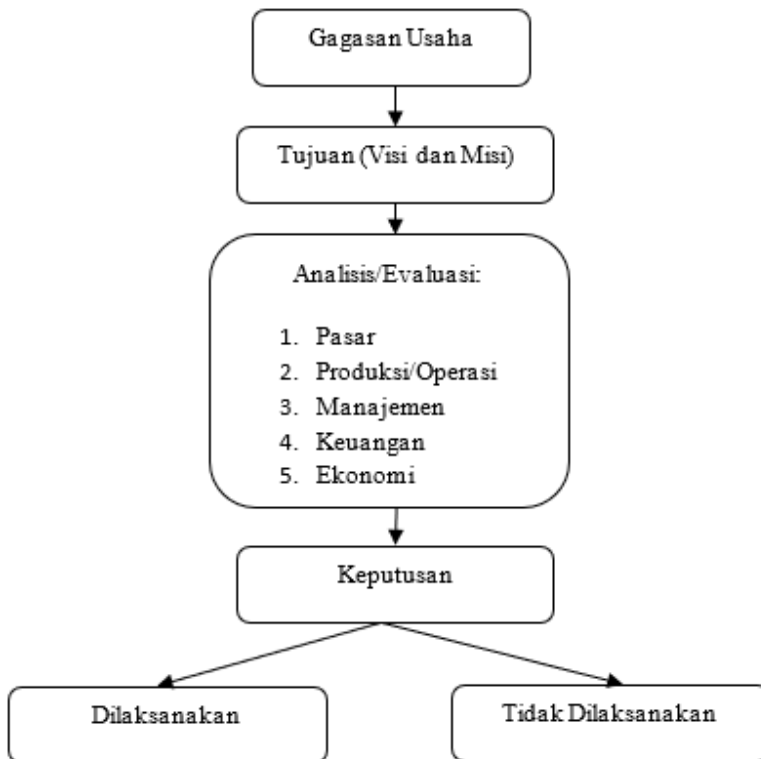 Gagasan Usaha
Tujuan (Visi dan Misi)
Analisis/Evaluasi:
1. Pasar
2. Produksi/Operasi
3. Manajemen
4. Keuangan
5. Ekonomi
Keputusan
Dilaksanakan
Tidak Dilaksanakan